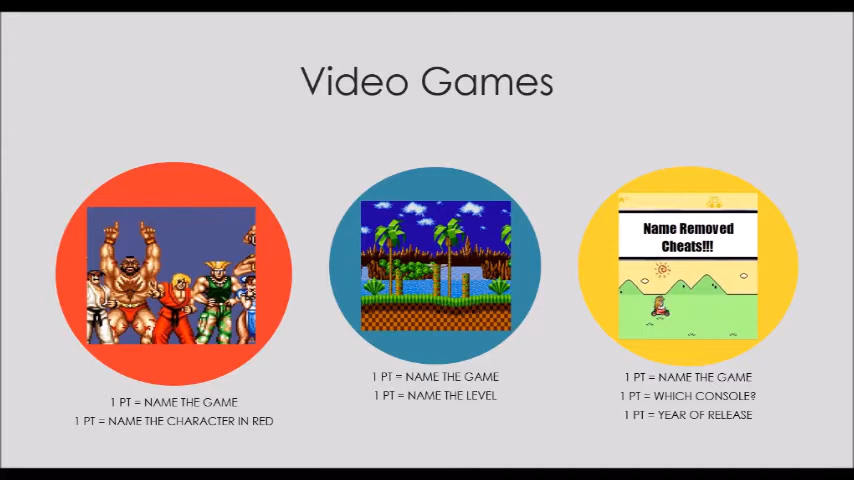 Video Games
Name Removed
Cheats!!!
1 PT = NAME THE GAME
1 PT = NAME THE CHARACTER IN RED
1 PT = NAME THE GAME
1 PT = NAME THE LEVEL
1 PT = NAME THE GAME
1 PT = WHICH CONSOLE?
1 PT = YEAR OF RELEASE